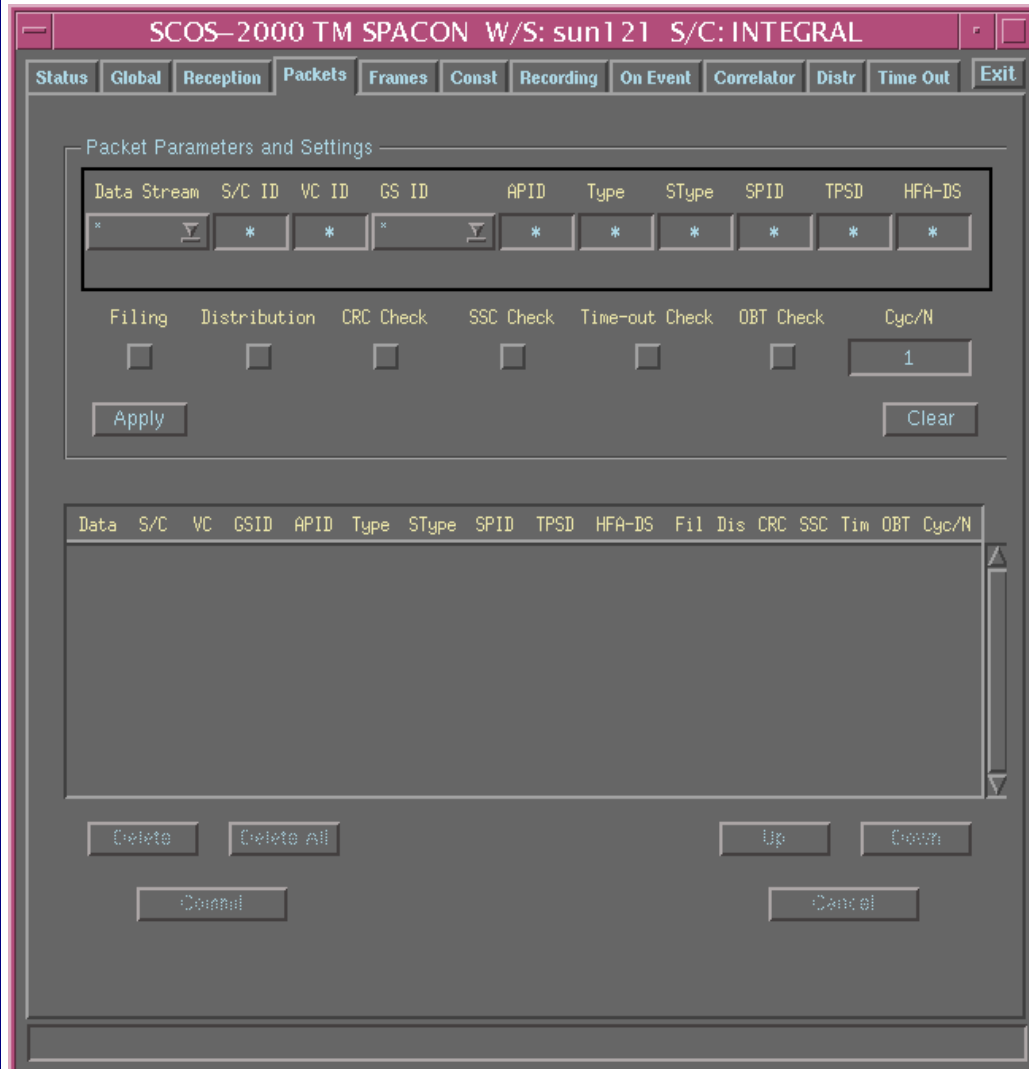 SCOS–2000 TM SPACON W/S: sun121 S/C: INTEGRAL
Status Global Reception Packets Frames Const Recording On Event Correlator Distr Time Out Exit
Packet Parameters and Settings
Data Stream S/C ID VC ID GS ID APID Type SType SPID TPSD HFA-DS
* * * * * * * * * *
Filing Distribution CRC Check SSC Check Time-out Check OBT Check Cyc/N
1
Apply Clear
Data S/C VC GSID APID Type SType SPID TPSD HFA-DS Fil Dis CRC SSC Tim OBT Cyc/N
Delete Delete All Up Down
Commit Cancel